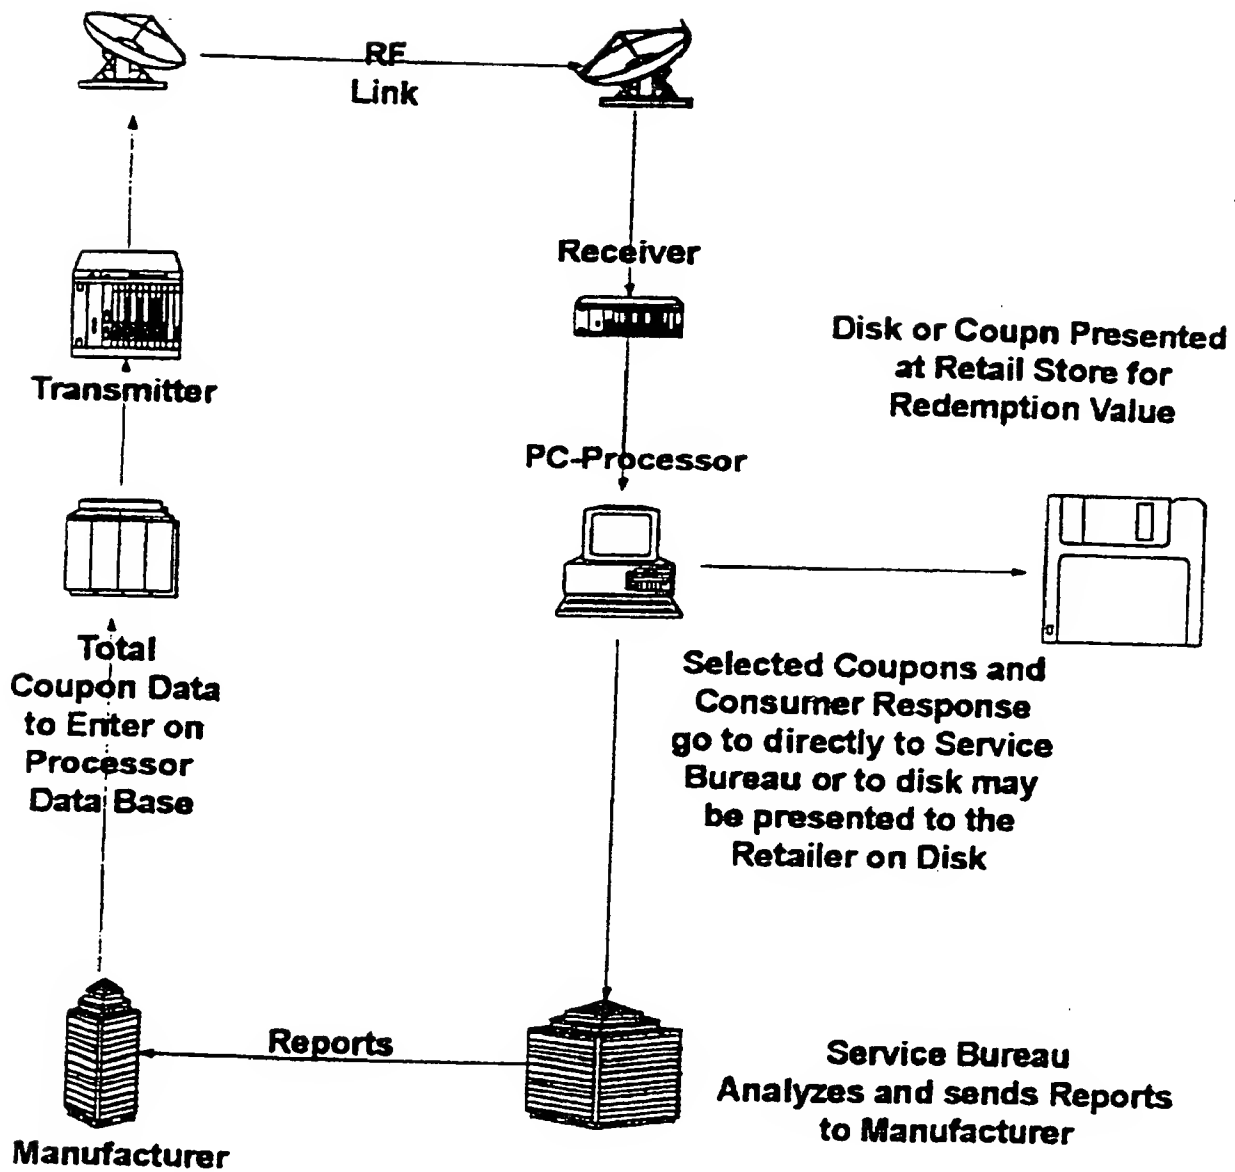 RF
Link
Receiver
Disk or Coupn Presented
at Retail Store for
Redemption Value
Transmitter
PC-Processor
Total
Coupon Data
to Enter on
Processor
Data Base
Selected Coupons and
Consumer Response
go to directly to Service
Bureau or to disk may
be presented to the
Retailer on Disk
Reports
Service Bureau
Analyzes and sends Reports
to Manufacturer
Manufacturer